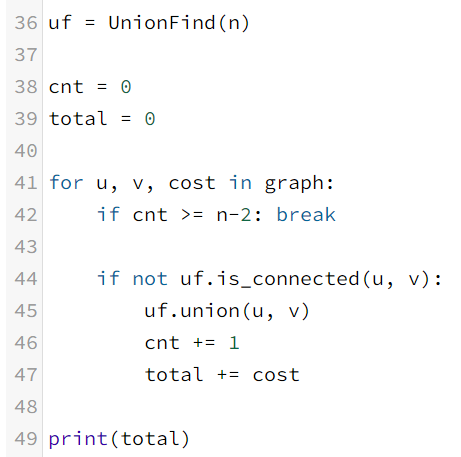 36 uf = UnionFind(n)
37
38 cnt = 0
39 total = 0
40
41 for u, v, cost in graph:
42     if cnt >= n-2: break
43
44     if not uf.is_connected(u, v):
45         uf.union(u, v)
46         cnt += 1
47         total += cost
48
49 print(total)